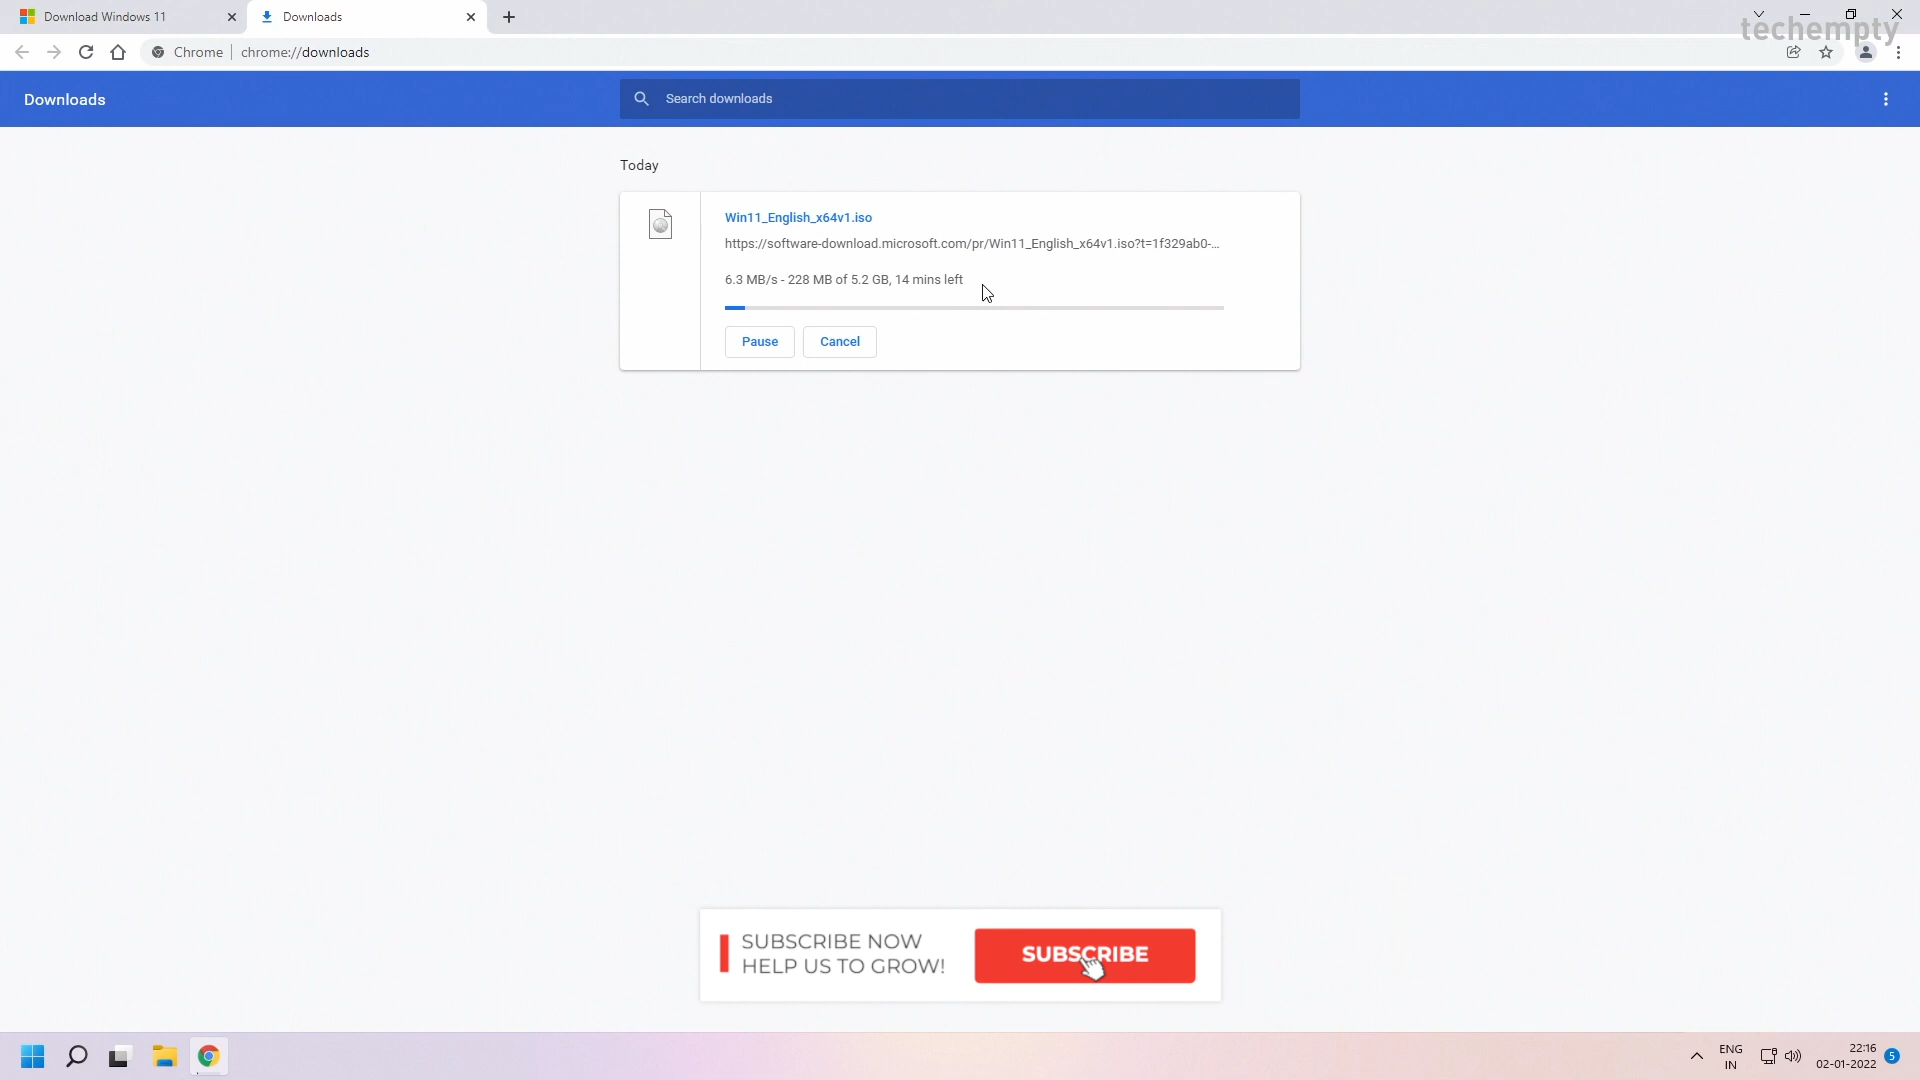 Download Windows 11
Downloads
techempty
Chrome
chrome://downloads
Downloads
Search downloads
Today
Win11_English_x64v1.iso
https://software-download.microsoft.com/pr/Win11_English_x64v1.iso?t=1f329ab0-...
6.3 MB/s - 228 MB of 5.2 GB, 14 mins left
Pause
Cancel
SUBSCRIBE NOW
HELP US TO GROW!
SUBSCRIBE
ENG
IN
22:16
02-01-2022
5